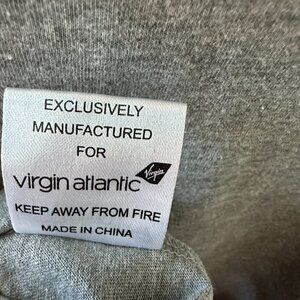 EXCLUSIVELY
MANUFACTURED
FOR
virgin atlantic Virgin
KEEP AWAY FROM FIRE
MADE IN CHINA